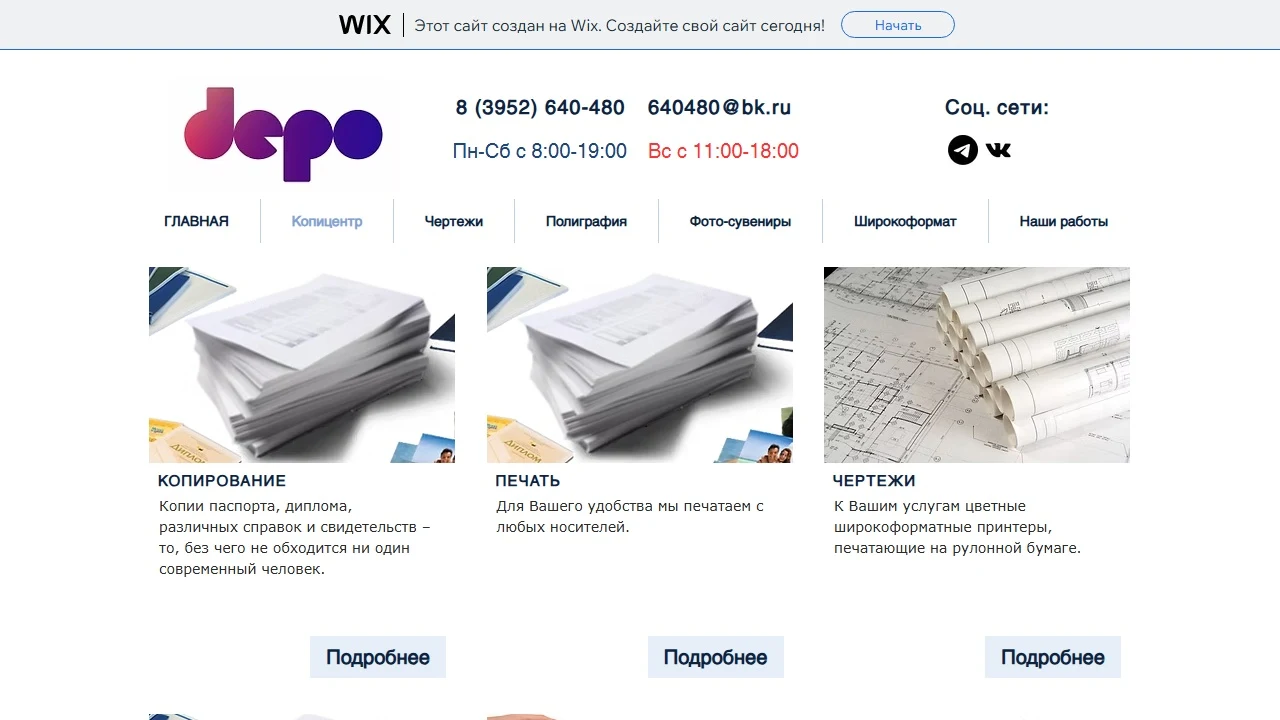 WIX
Этот сайт создан на Wix. Создайте свой сайт сегодня!
Начать
depo
8 (3952) 640-480
640480@bk.ru
Соц. сети:
Пн-Сб с 8:00-19:00
Вс с 11:00-18:00
ГЛАВНАЯ
Копицентр
Чертежи
Полиграфия
Фото-сувениры
Широкоформат
Наши работы
ДИПЛОМ
ДИПЛОМ
КОПИРОВАНИЕ
Копии паспорта, диплома,
различных справок и свидетельств –
то, без чего не обходится ни один
современный человек.
ПЕЧАТЬ
Для Вашего удобства мы печатаем с
любых носителей.
ЧЕРТЕЖИ
К Вашим услугам цветные
широкоформатные принтеры,
печатающие на рулонной бумаге.
Подробнее
Подробнее
Подробнее